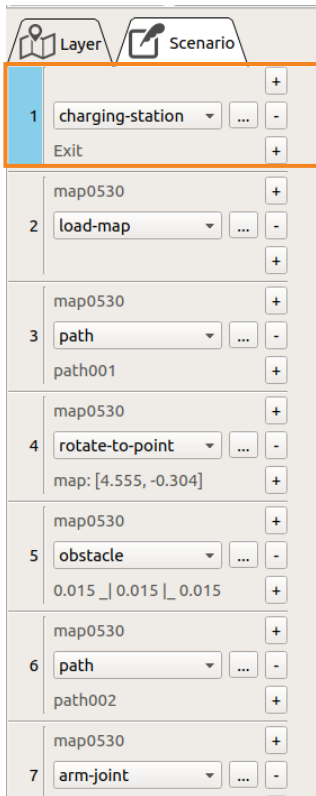 Layer Scenario
+
1 charging-station ... -
Exit +
map0530 +
2 load-map ... -
+
map0530 +
3 path ... -
path001 +
map0530 +
4 rotate-to-point ... -
map: [4.555, -0.304] +
map0530 +
5 obstacle ... -
0.015 _| 0.015 |_ 0.015 +
map0530 +
6 path ... -
path002 +
map0530 +
7 arm-joint ... -